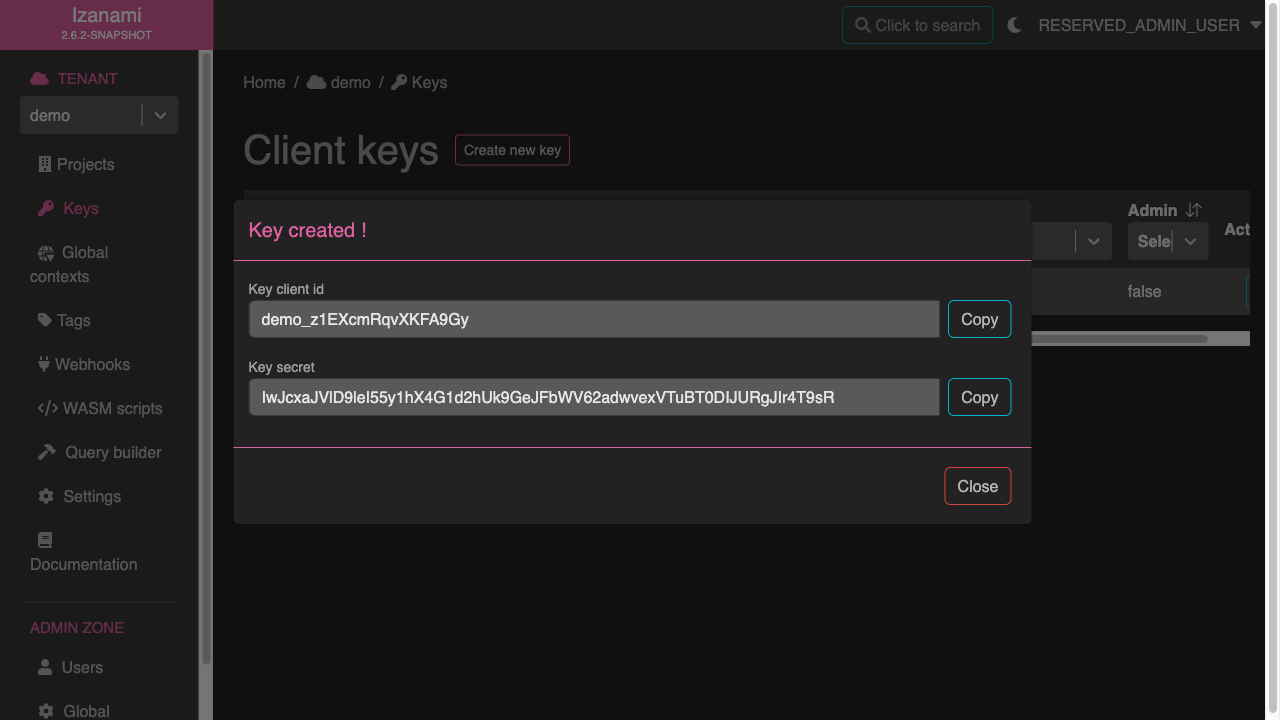 Izanami
2.6.2-SNAPSHOT
Click to search
RESERVED_ADMIN_USER
TENANT
demo
Projects
Keys
Global
contexts
Tags
Webhooks
WASM scripts
Query builder
Settings
Documentation
ADMIN ZONE
Users
Global
Home / demo / Keys
Client keys
Create new key
Admin
Act
Sele
false
Key created !
Key client id
demo_z1EXcmRqvXKFA9Gy
Copy
Key secret
Copy
Close